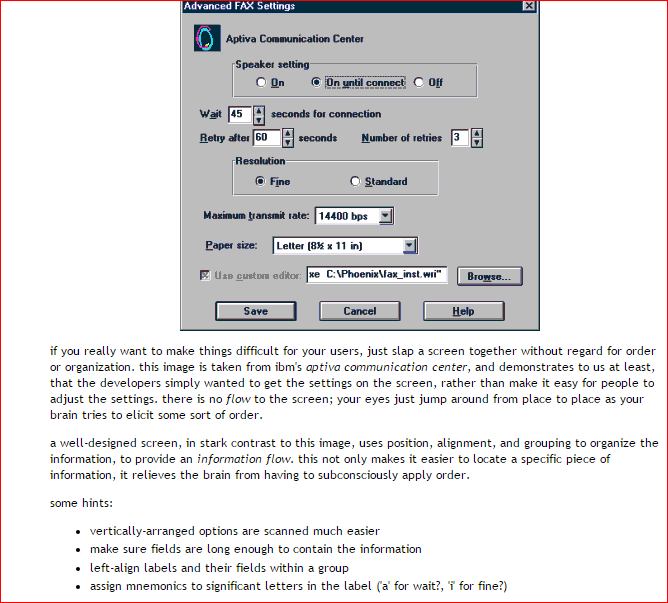 Advanced FAX Settings
Aptiva Communication Center
Speaker setting
On On until connect Off
Wait 45 seconds for connection
Retry after 60 seconds Number of retries 3
Resolution
Fine Standard
Maximum transmit rate: 14400 bps
Paper size: Letter (8½ x 11 in)
Use custom editor: xe C:\Phoenix\fax_inst.wri" Browse...
Save Cancel Help
if you really want to make things difficult for your users, just slap a screen together without regard for order
or organization. this image is taken from ibm's aptiva communication center, and demonstrates to us at least,
that the developers simply wanted to get the settings on the screen, rather than make it easy for people to
adjust the settings. there is no flow to the screen; your eyes just jump around from place to place as your
brain tries to elicit some sort of order.
a well-designed screen, in stark contrast to this image, uses position, alignment, and grouping to organize the
information, to provide an information flow. this not only makes it easier to locate a specific piece of
information, it relieves the brain from having to subconsciously apply order.
some hints:
• vertically-arranged options are scanned much easier
• make sure fields are long enough to contain the information
• left-align labels and their fields within a group
• assign mnemonics to significant letters in the label ('a' for wait?, 'i' for fine?)